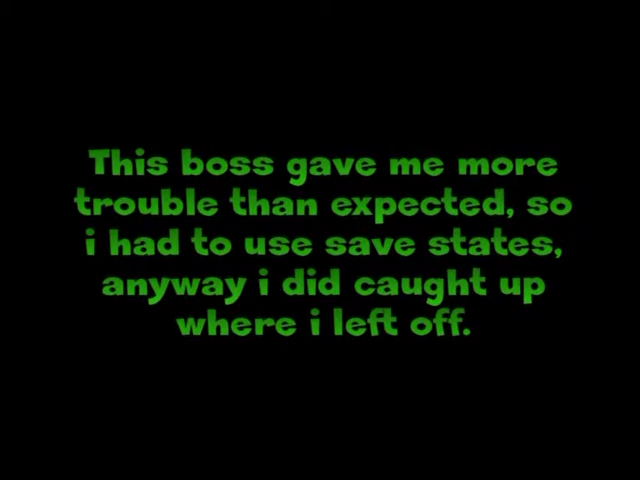 This boss gave me more
trouble than expected, so
i had to use save states,
anyway i did caught up
where i left off.